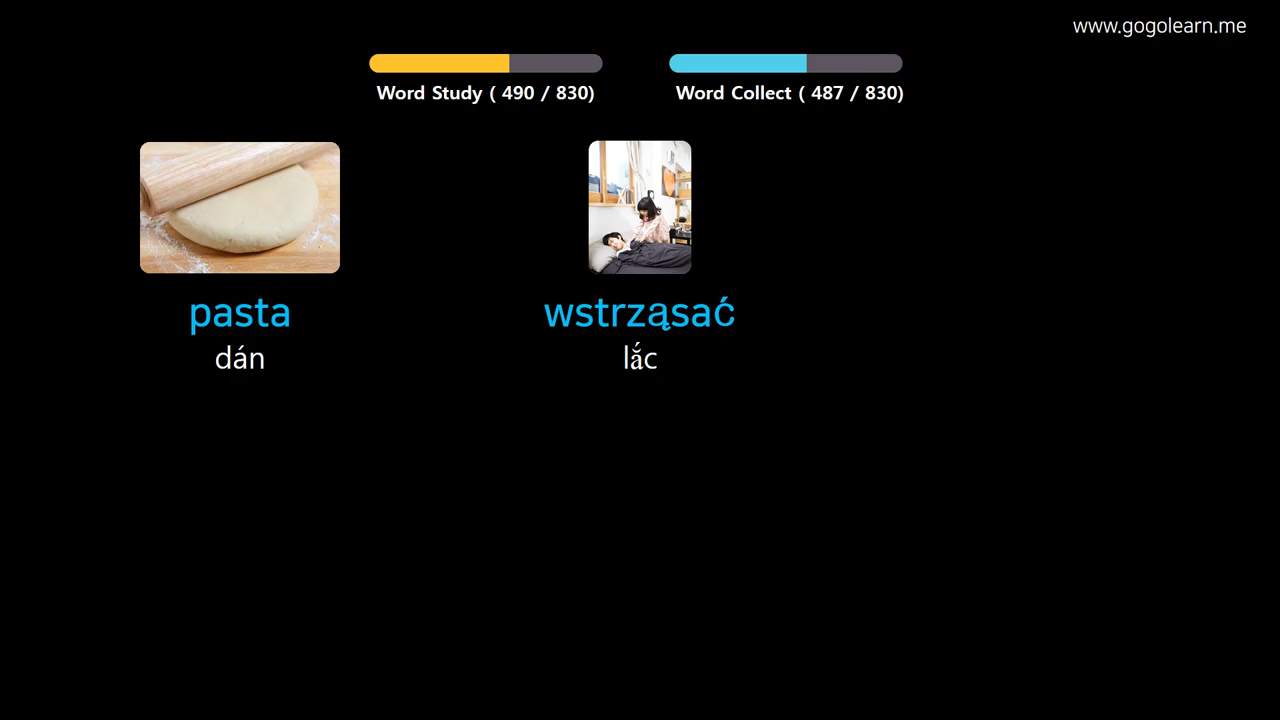 www.gogolearn.me
Word Study ( 490 / 830)
Word Collect ( 487 / 830)
pasta
dán
wstrząsać
lắc